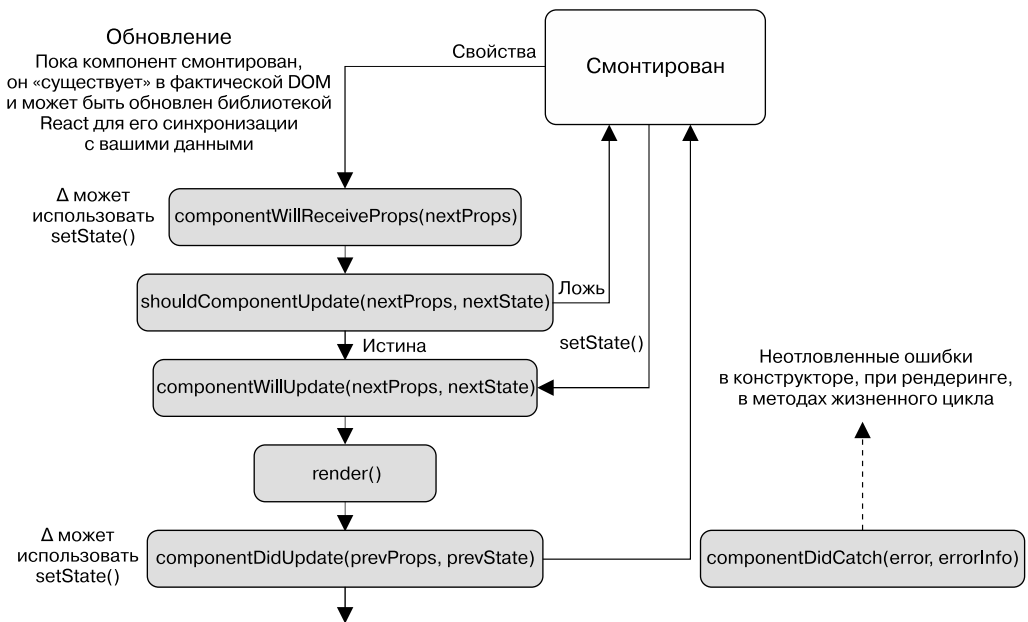 Обновление
Пока компонент смонтирован,
он «существует» в фактической DOM
и может быть обновлен библиотекой
React для его синхронизации
с вашими данными
Свойства
Смонтирован
Δ может
использовать
setState()
componentWillReceiveProps(nextProps)
shouldComponentUpdate(nextProps, nextState)
Ложь
Истина
setState()
componentWillUpdate(nextProps, nextState)
Неотловленные ошибки
в конструкторе, при рендеринге,
в методах жизненного цикла
render()
Δ может
использовать
setState()
componentDidUpdate(prevProps, prevState)
componentDidCatch(error, errorInfo)